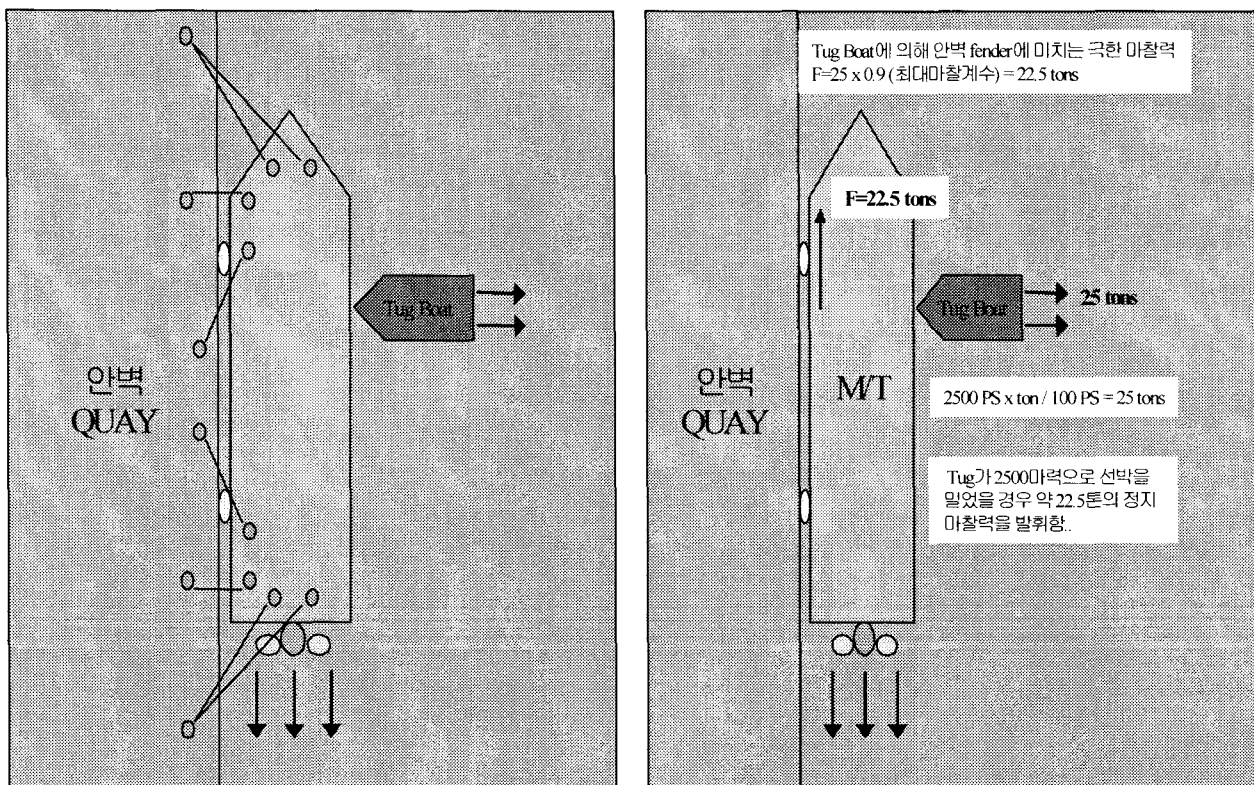 안벽
QUAY
Tug Boat
Tug Boat에 의해 안벽 fender에 미치는 극한 마찰력
F=25 x 0.9 (최대마찰계수) = 22.5 tons
F=22.5 tons
Tug Boat
25 tons
안벽
QUAY
M/T
2500 PS x ton / 100 PS = 25 tons
Tug가 2500마력으로 선박을
밀었을 경우 약 22.5톤의 정지
마찰력을 발휘함..